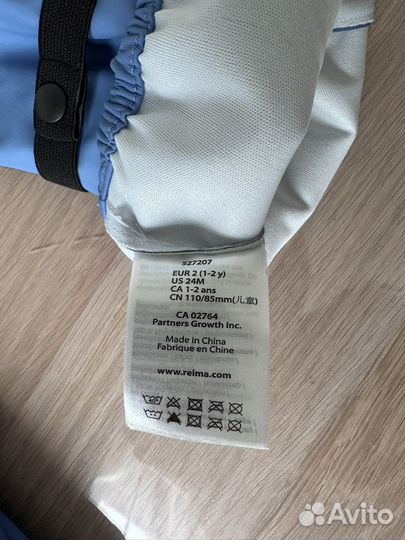 527207
EUR 2 (1-2 y)
US 24M
CA 1-2 ans
CN 110/85mm(儿童)
CA 02764
Partners Growth Inc.
Made in China
Fabriqué en Chine
www.reima.com
Avito